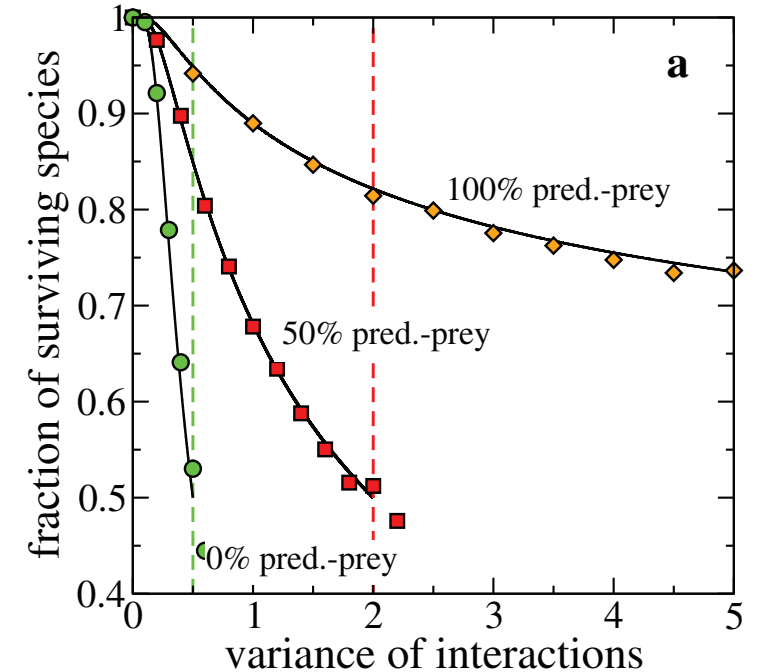 a
fraction of surviving species
1
0.9
0.8
0.7
0.6
0.5
0.4
100% pred.-prey
50% pred.-prey
0% pred.-prey
0 1 2 3 4 5
variance of interactions